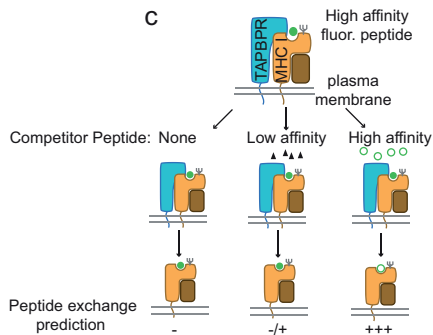 C
High affinity
fluor. peptide
TAPBPR
MHC I
plasma
membrane
Competitor Peptide: None
Low affinity
High affinity
Peptide exchange
prediction
-
-/+
+++